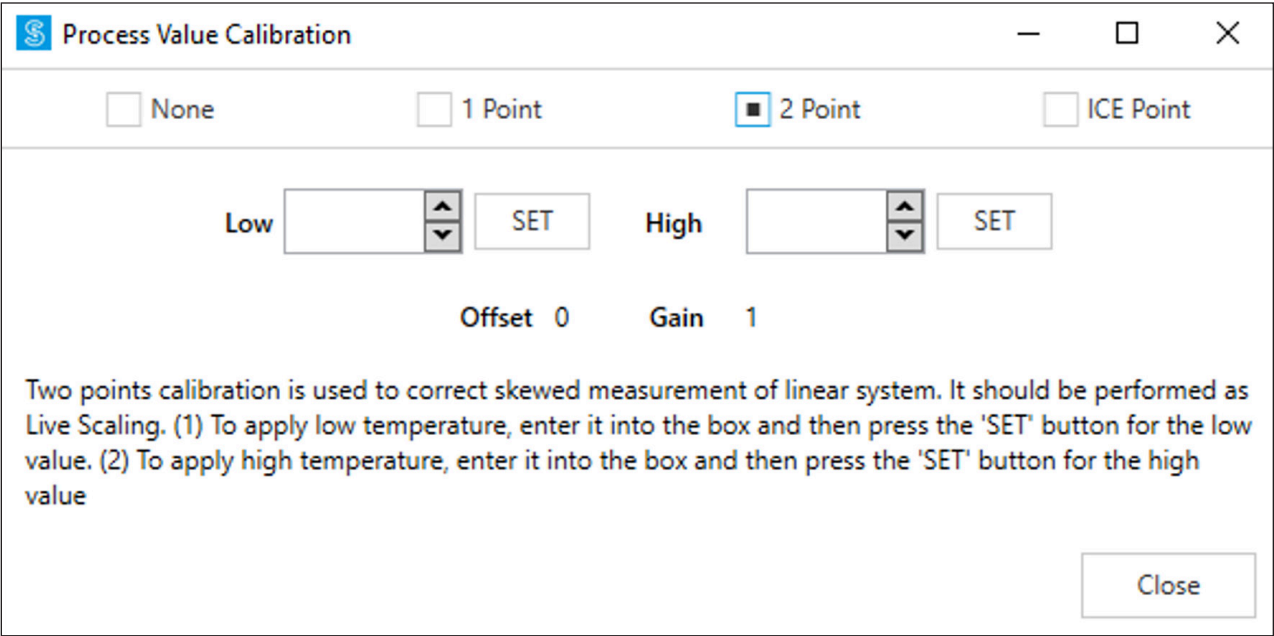 Process Value Calibration
None 1 Point 2 Point ICE Point
Low SET High SET
Offset 0 Gain 1
Two points calibration is used to correct skewed measurement of linear system. It should be performed as
Live Scaling. (1) To apply low temperature, enter it into the box and then press the 'SET' button for the low
value. (2) To apply high temperature, enter it into the box and then press the 'SET' button for the high
value
Close